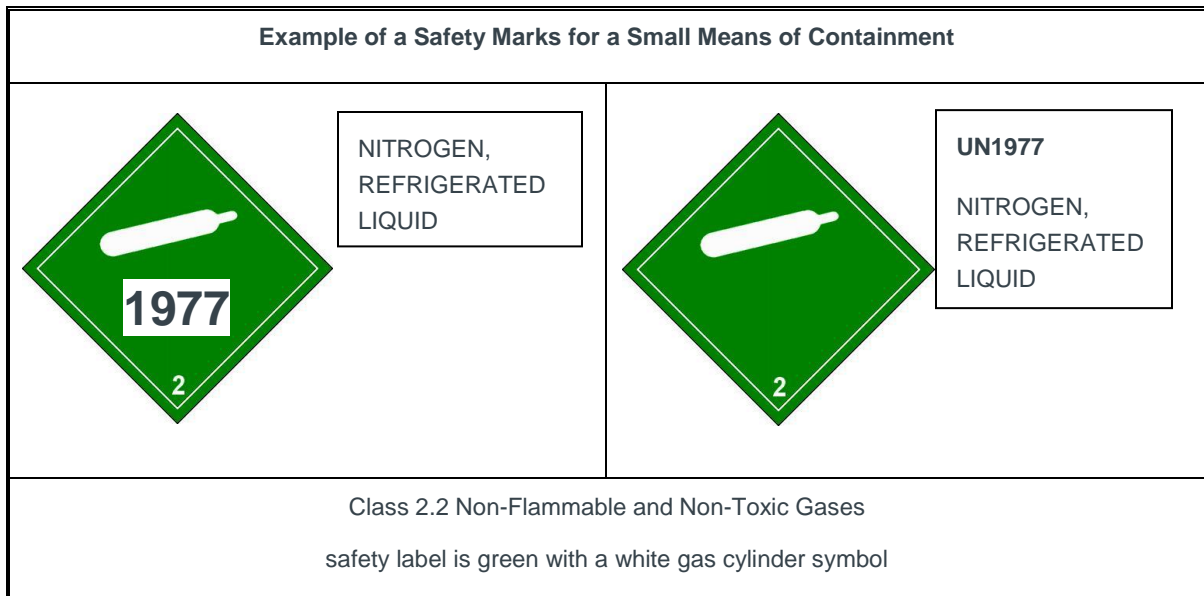 Example of a Safety Marks for a Small Means of Containment
NITROGEN,
REFRIGERATED
LIQUID
1977
2
UN1977
NITROGEN,
REFRIGERATED
LIQUID
2
Class 2.2 Non-Flammable and Non-Toxic Gases
safety label is green with a white gas cylinder symbol